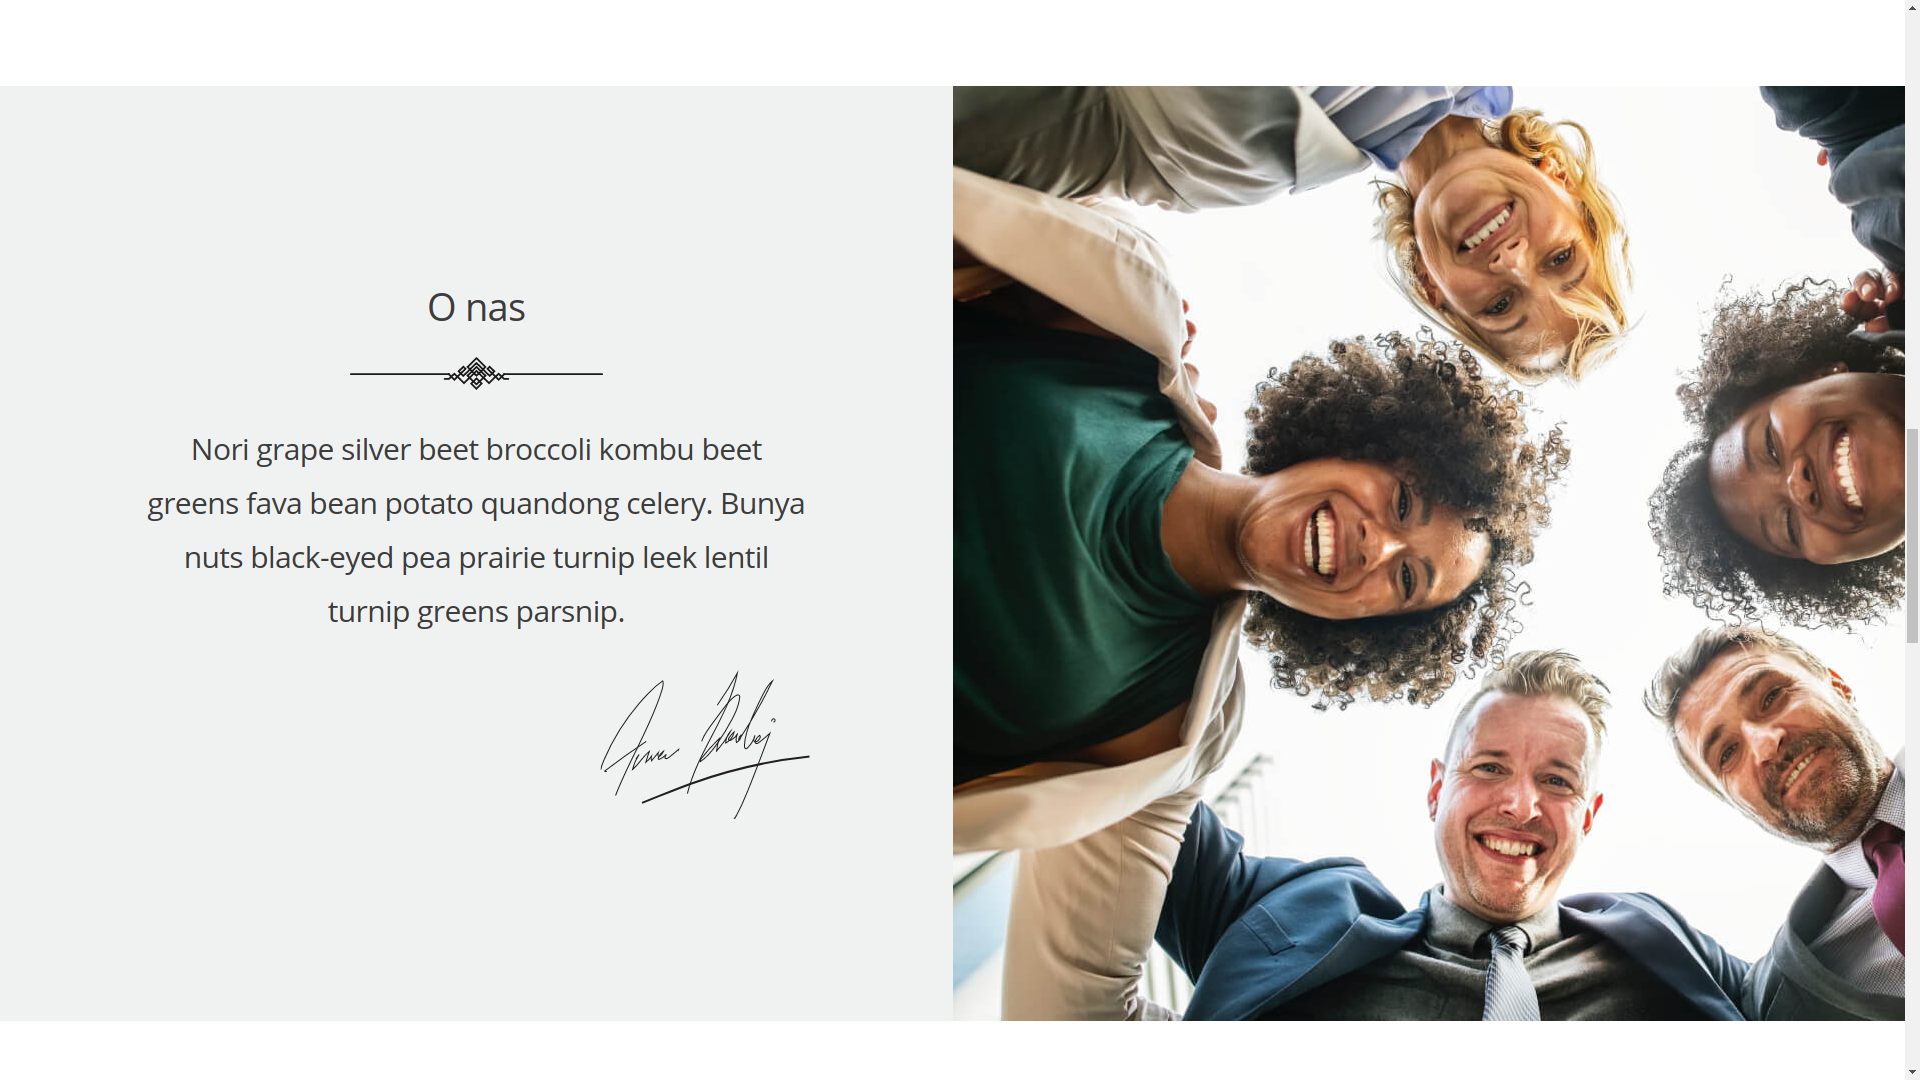 O nas
Nori grape silver beet broccoli kombu beet
greens fava bean potato quandong celery. Bunya
nuts black-eyed pea prairie turnip leek lentil
turnip greens parsnip.